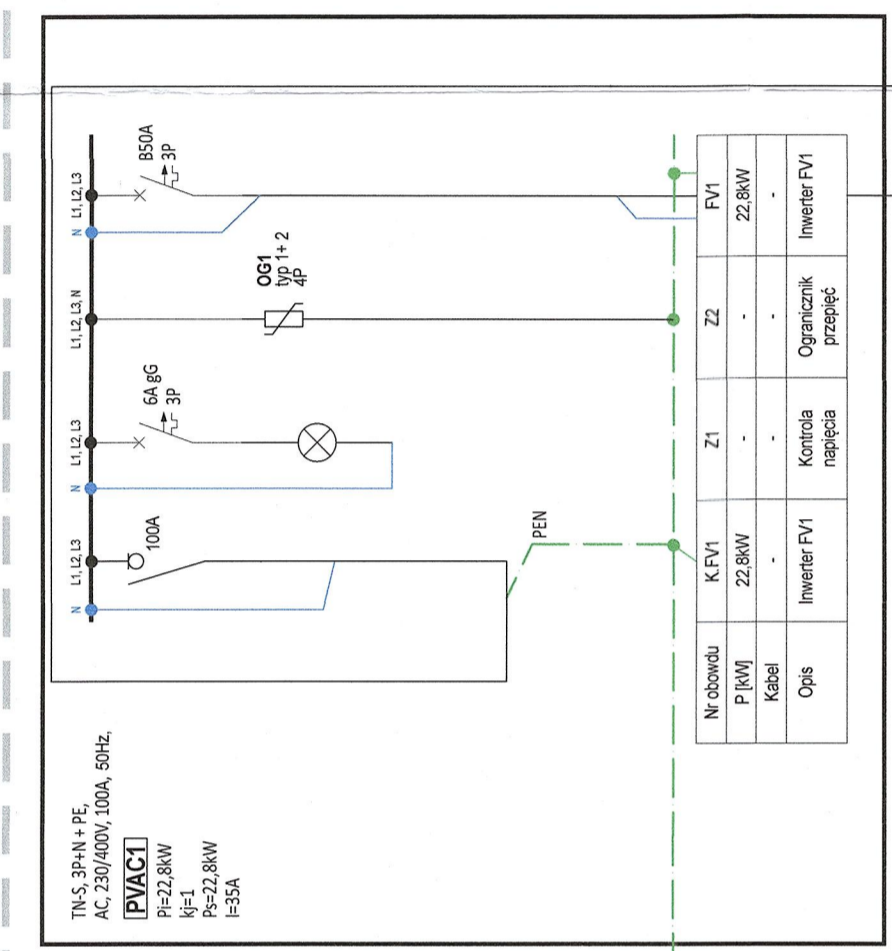 TN-S, 3P+N + PE,
AC, 230/400V, 100A, 50Hz,
PVAC1
Pi=22,8kW
kj=1
Ps=22,8kW
I=35A
N
L1, L2, L3
100A
PEN
N
L1, L2, L3
6A gG
3P
L1, L2, L3, N
OG1
typ 1+ 2
4P
N
L1, L2, L3
B50A
3P
Nr obowdu K.FV1 Z1 Z2 FV1
P [kW] 22,8kW - - 22,8kW
Kabel - - - -
Opis Inwerter FV1 Kontrola napięcia Ogranicznik przepięć Inwerter FV1